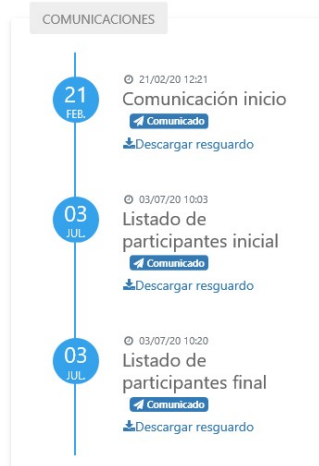 COMUNICACIONES
21/02/20 12:21
21
FEB.
Comunicación inicio
Comunicado
Descargar resguardo
03/07/20 10:03
03
JUL.
Listado de
participantes inicial
Comunicado
Descargar resguardo
03/07/20 10:20
03
JUL.
Listado de
participantes final
Comunicado
Descargar resguardo